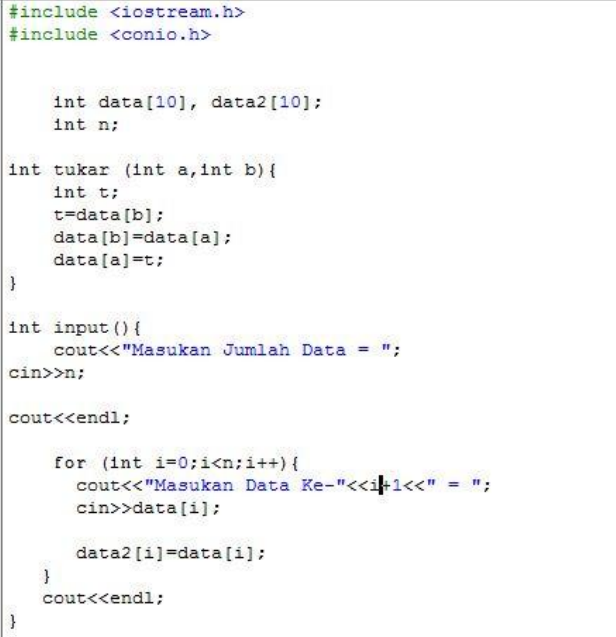 #include <iostream.h>
#include <conio.h>
int data[10], data2[10];
int n;
int tukar (int a,int b){
int t;
t=data[b];
data[b]=data[a];
data[a]=t;
}
int input(){
cout<<"Masukan Jumlah Data = ";
cin>>n;
cout<<endl;
for (int i=0;i<n;i++){
cout<<"Masukan Data Ke-"<<i+1<<" = ";
cin>>data[i];
data2[i]=data[i];
}
cout<<endl;
}